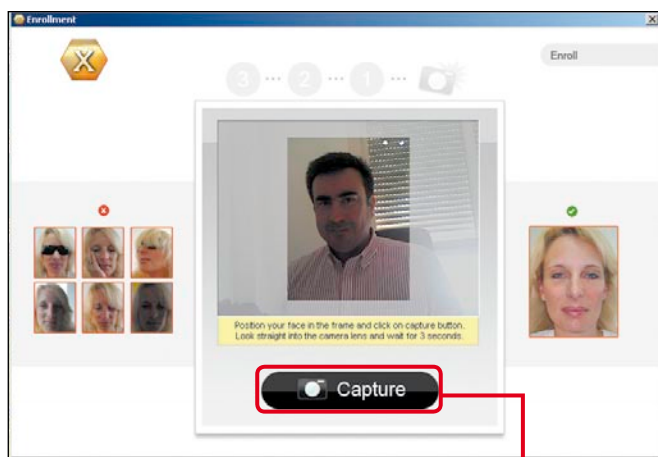 Enrollment
X
Enroll
3 ... 2 ... 1 ...
Position your face in the frame and click on capture button.
Look straight into the camera lens and wait for 3 seconds.
Capture